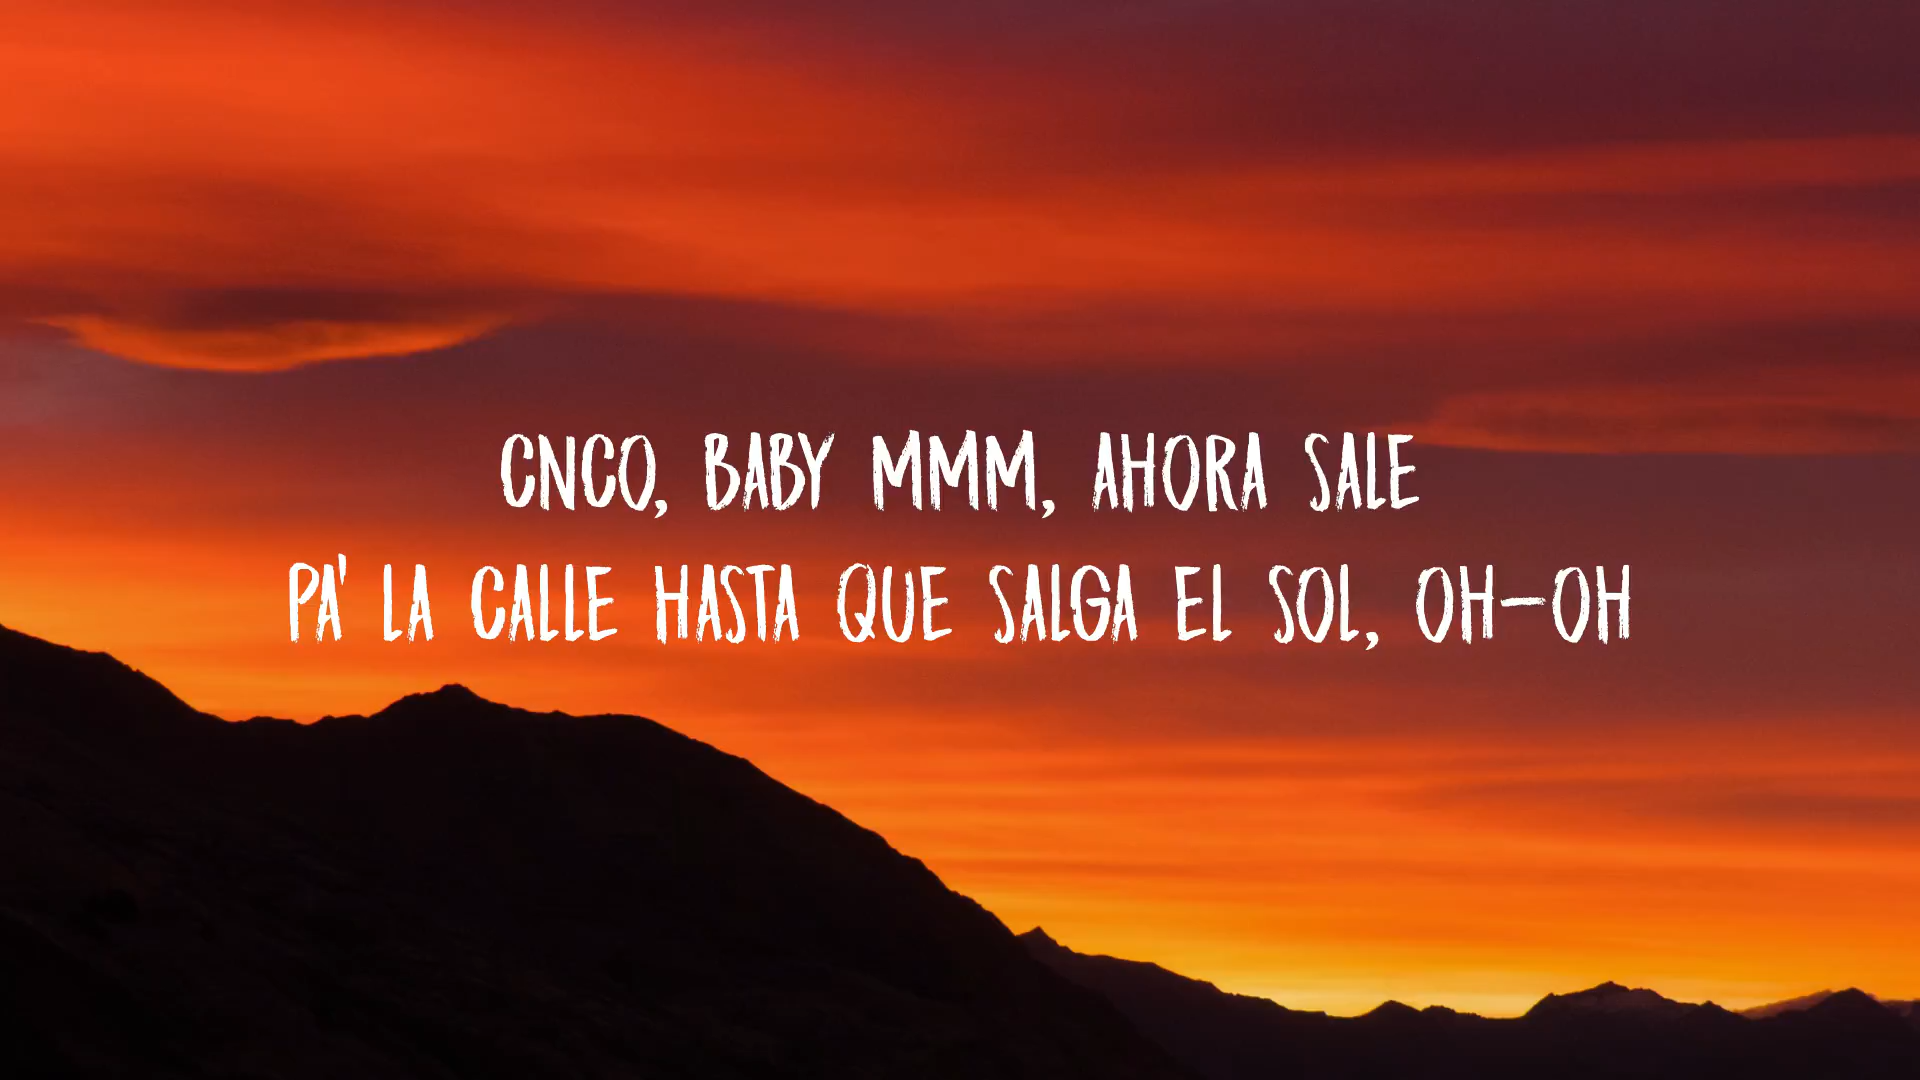 CNCO, BABY MMM, AHORA SALE
PA' LA CALLE HASTA QUE SALGA EL SOL, OH-OH